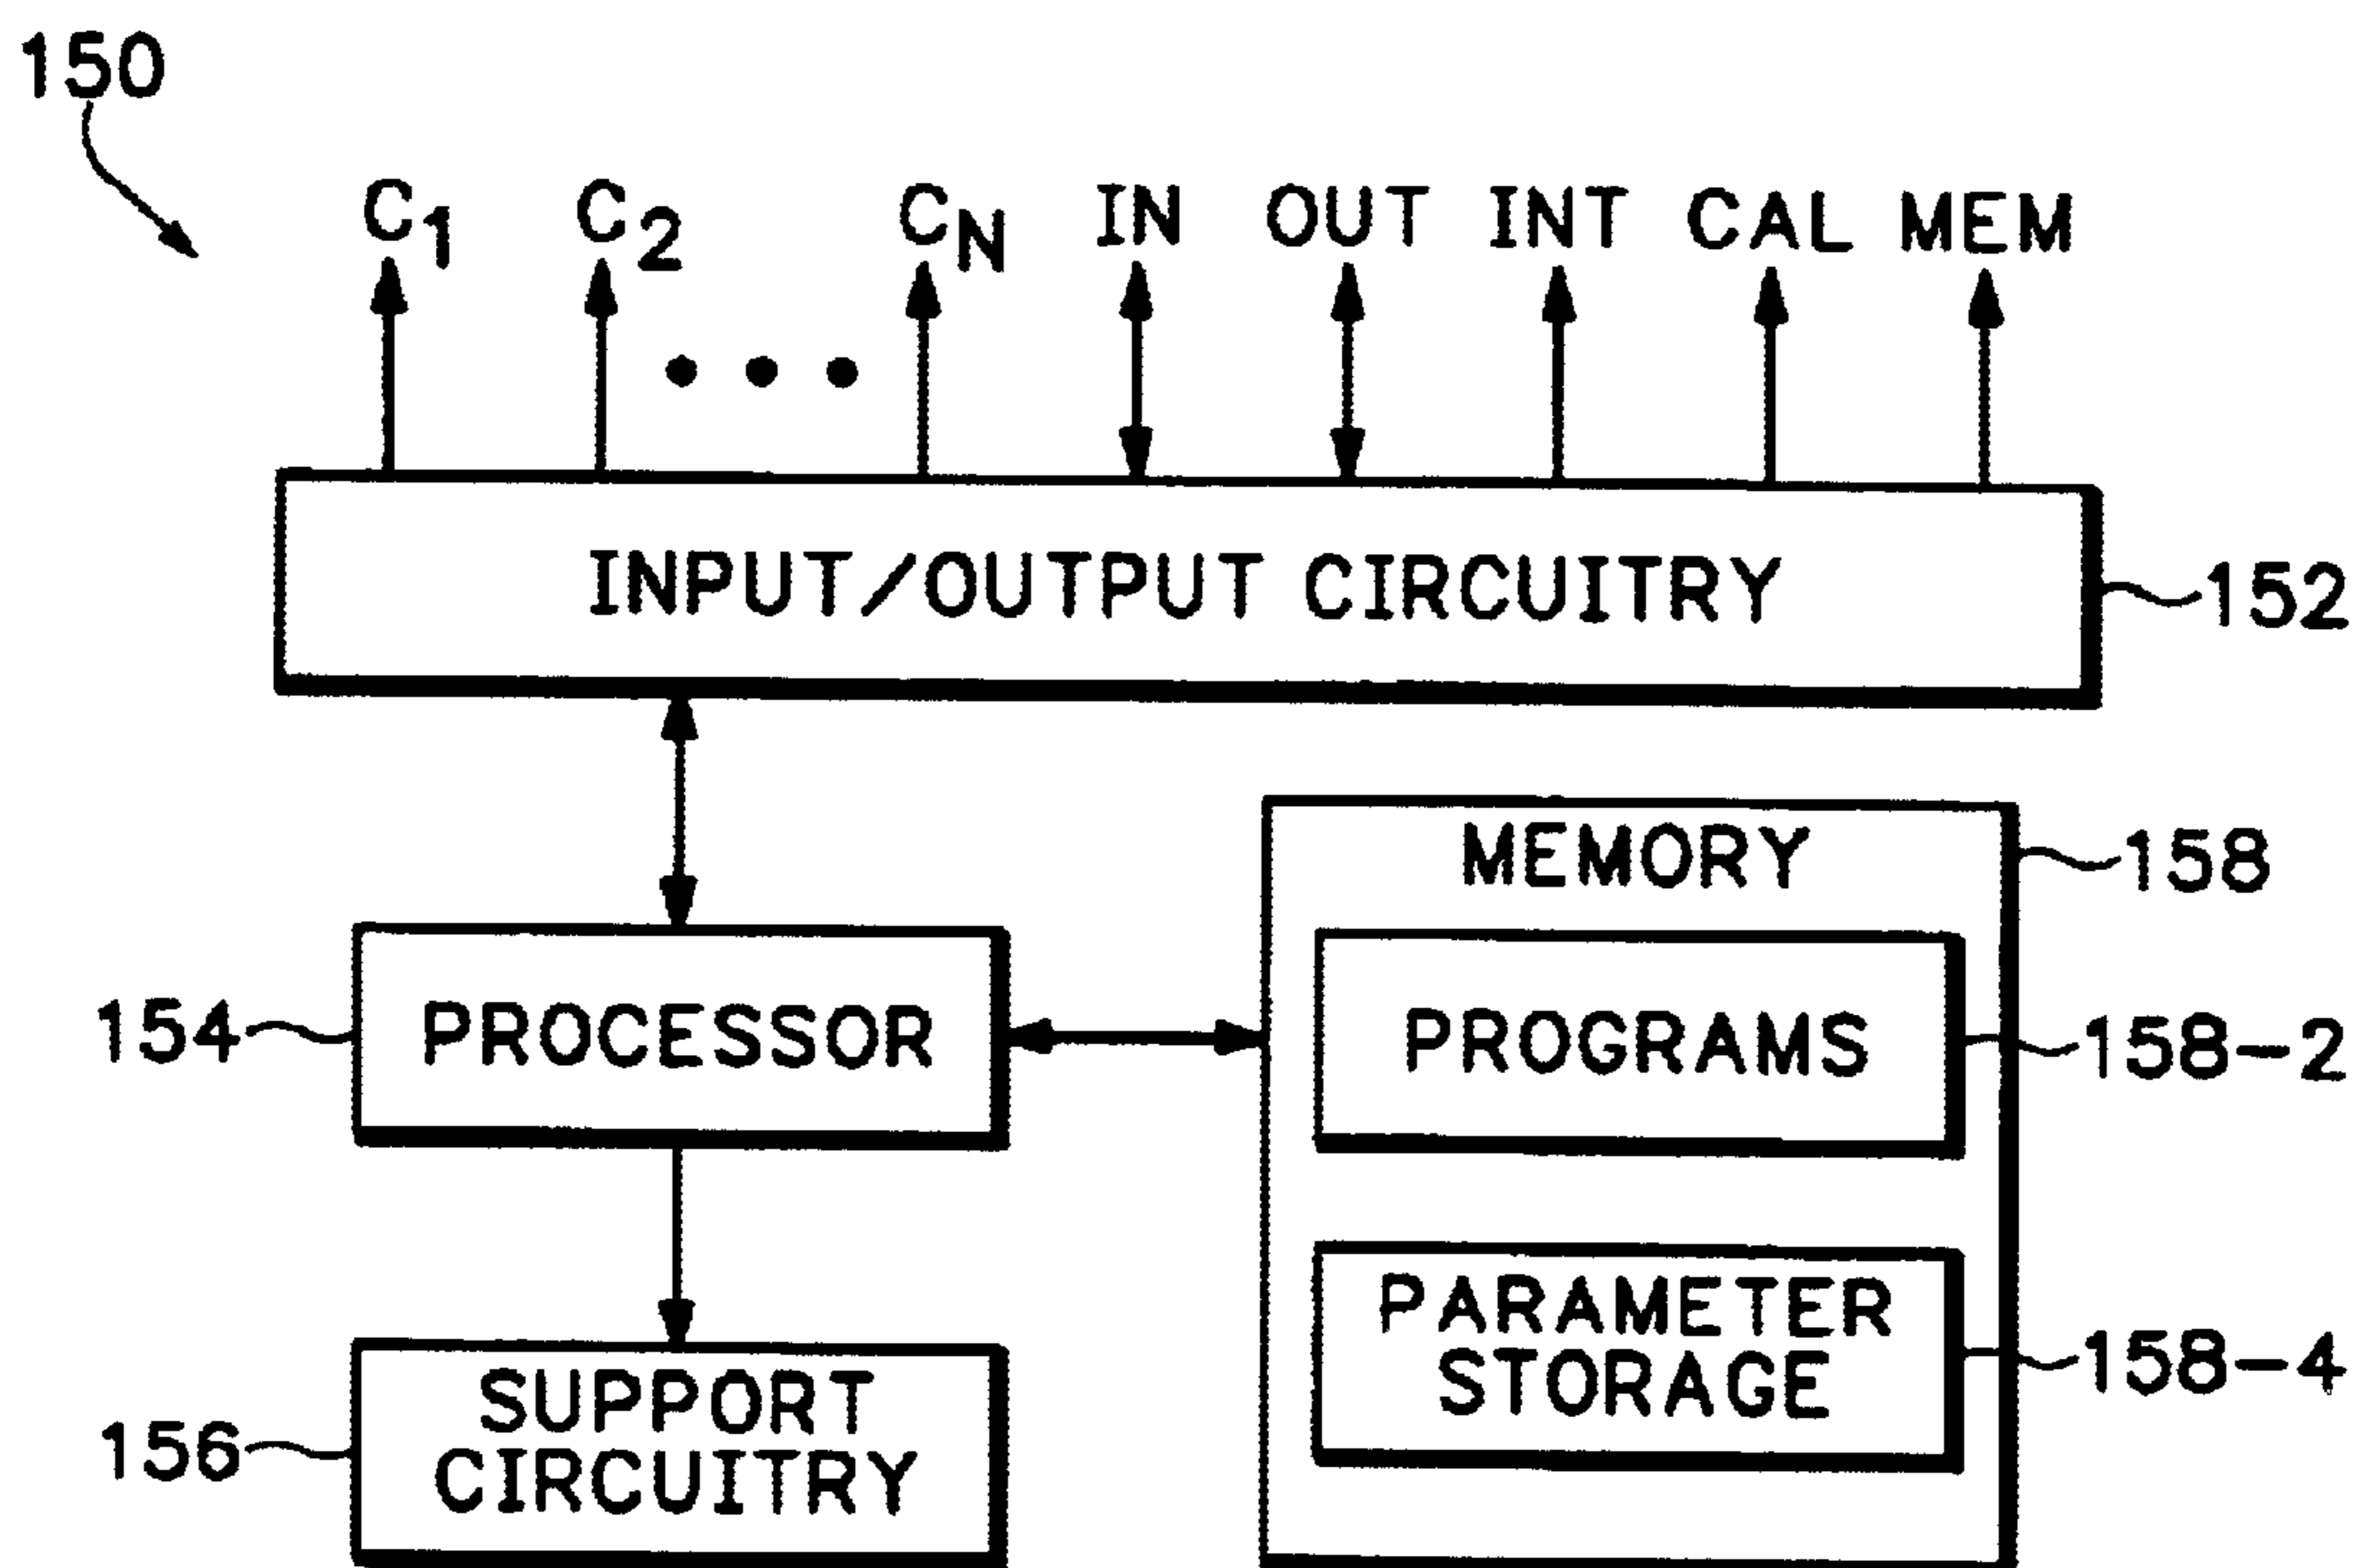 150
C1 C2 CN IN OUT INT CAL MEM
INPUT/OUTPUT CIRCUITRY
152
MEMORY
158
PROGRAMS
158-2
154
PROCESSOR
PARAMETER
STORAGE
158-4
156
SUPPORT
CIRCUITRY